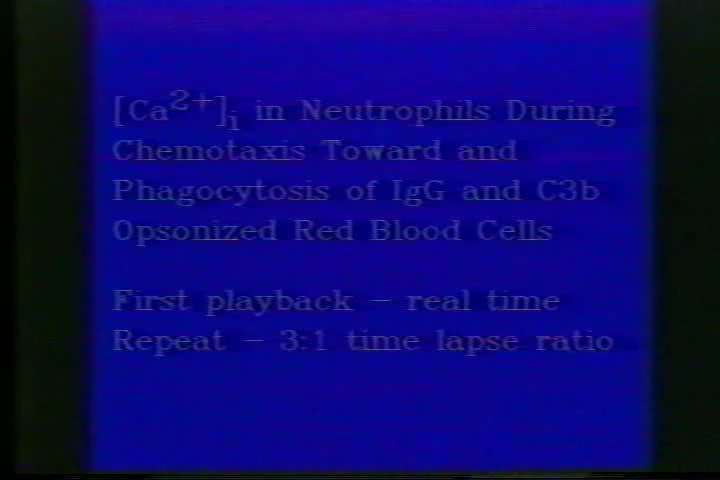 [Ca²⁺]ᵢ in Neutrophils During
Chemotaxis Toward and
Phagocytosis of IgG and C3b
Opsonized Red Blood Cells
First playback – real time
Repeat – 3:1 time lapse ratio